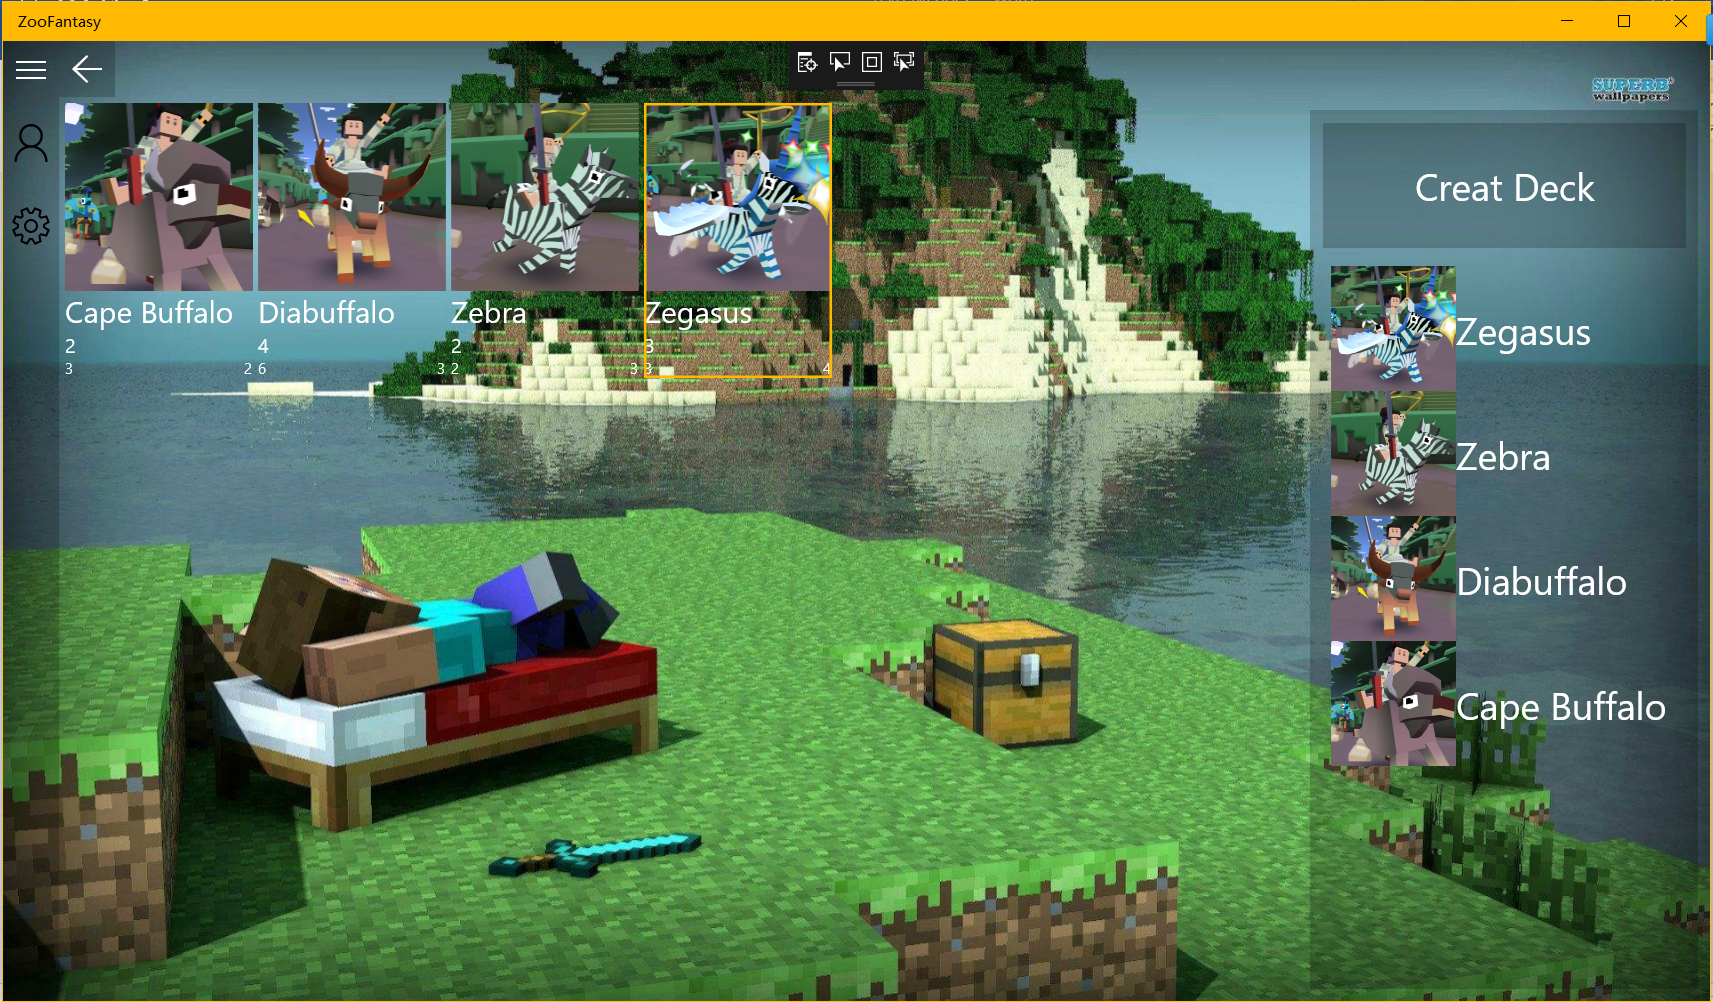 ZooFantasy
SUPERB
wallpapers
Creat Deck
Cape Buffalo
2
3 2
Diabuffalo
4
6 3
Zebra
2
2 3
Zegasus
3
3 4
Zegasus
Zebra
Diabuffalo
Cape Buffalo